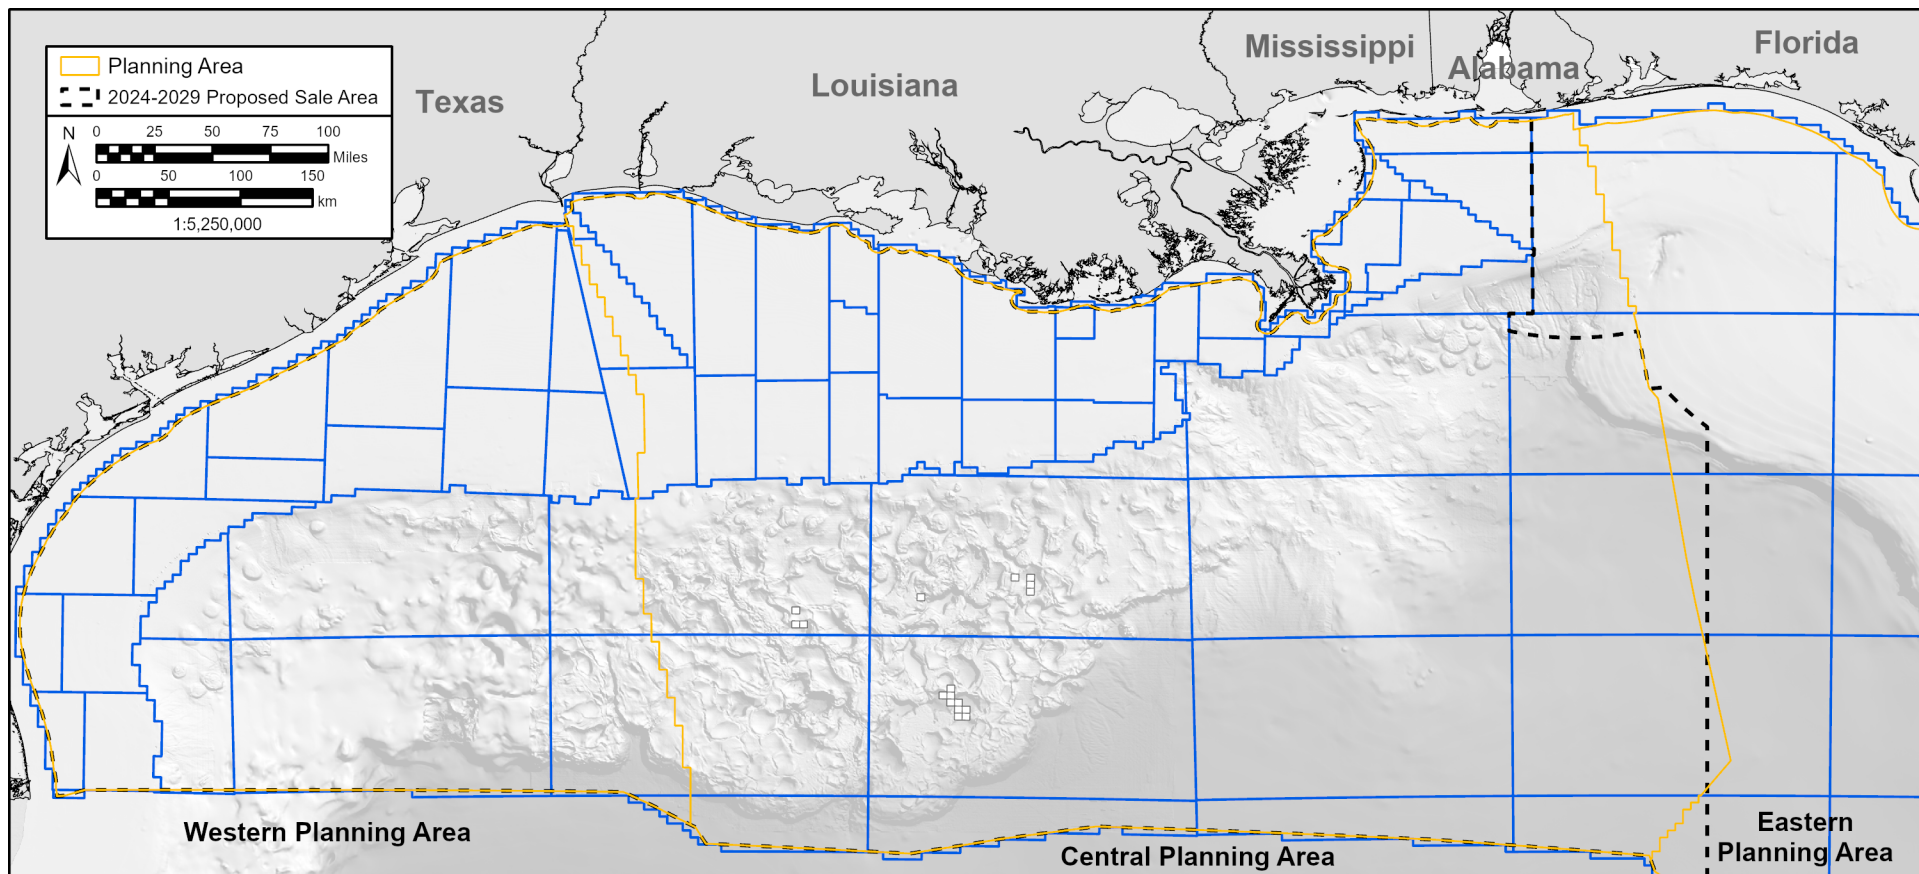 Mississippi
Florida
Alabama
Louisiana
Texas
Planning Area
2024-2029 Proposed Sale Area
N
0 25 50 75 100
Miles
0 50 100 150
km
1:5,250,000
Western Planning Area
Central Planning Area
Eastern
Planning Area